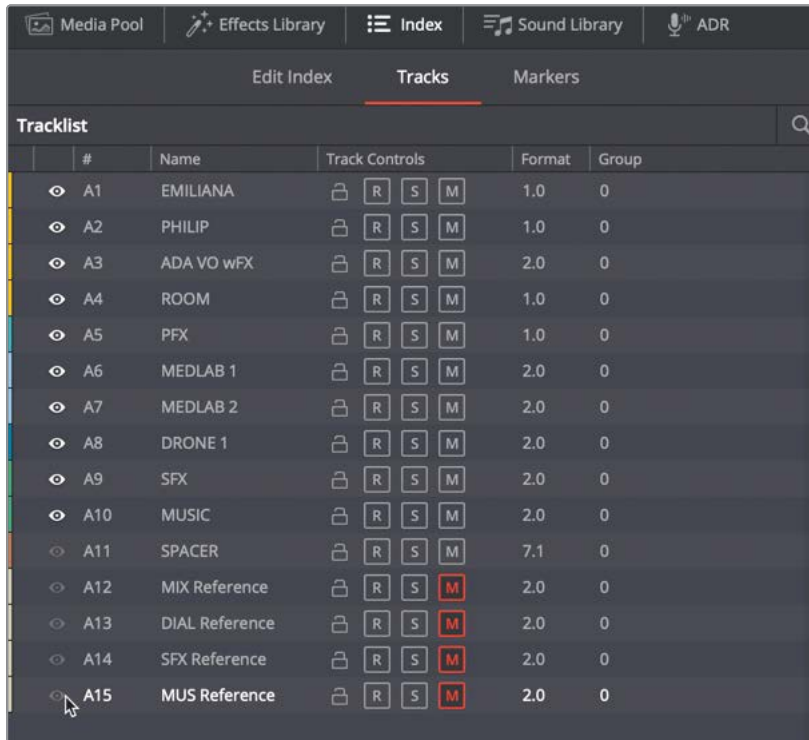 Media Pool Effects Library Index Sound Library ADR
Edit Index Tracks Markers
Tracklist
# Name Track Controls Format Group
A1 EMILIANA R S M 1.0 0
A2 PHILIP R S M 1.0 0
A3 ADA VO wFX R S M 2.0 0
A4 ROOM R S M 1.0 0
A5 PFX R S M 1.0 0
A6 MEDLAB 1 R S M 2.0 0
A7 MEDLAB 2 R S M 2.0 0
A8 DRONE 1 R S M 2.0 0
A9 SFX R S M 2.0 0
A10 MUSIC R S M 2.0 0
A11 SPACER R S M 7.1 0
A12 MIX Reference R S M 2.0 0
A13 DIAL Reference R S M 2.0 0
A14 SFX Reference R S M 2.0 0
A15 MUS Reference R S M 2.0 0